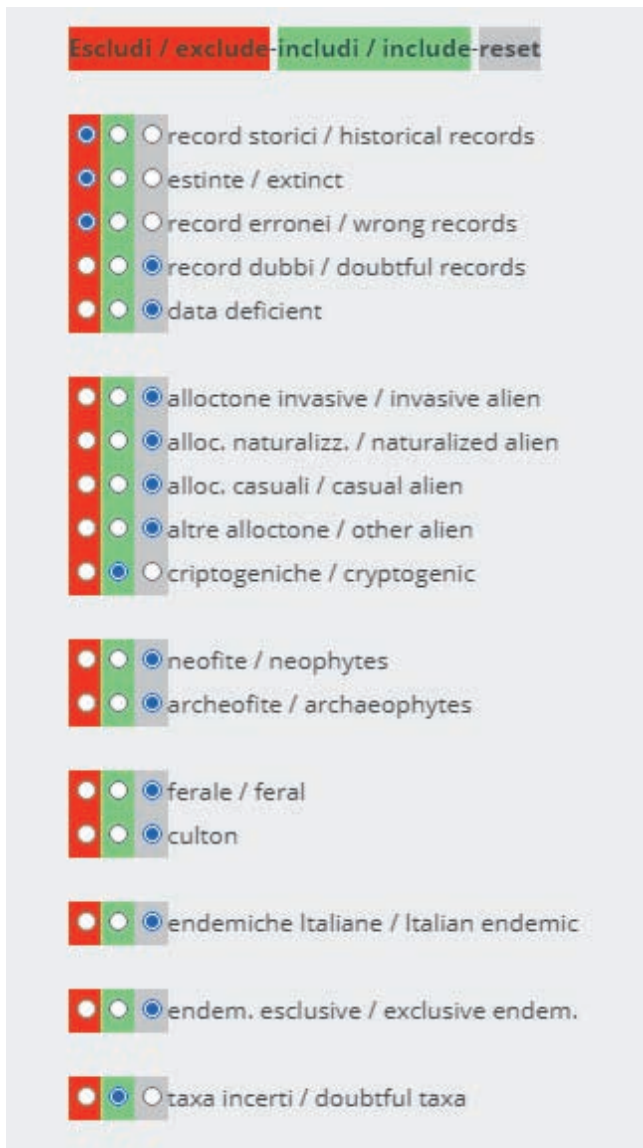 Escludi / exclude-includi / include-reset
record storici / historical records
estinte / extinct
record erronei / wrong records
record dubbi / doubtful records
data deficient
alloctone invasive / invasive alien
alloc. naturalizz. / naturalized alien
alloc. casuali / casual alien
altre alloctone / other alien
criptogeniche / cryptogenic
neofite / neophytes
archeofite / archaeophytes
ferale / feral
culton
endemiche Italiane / Italian endemic
endem. esclusive / exclusive endem.
taxa incerti / doubtful taxa